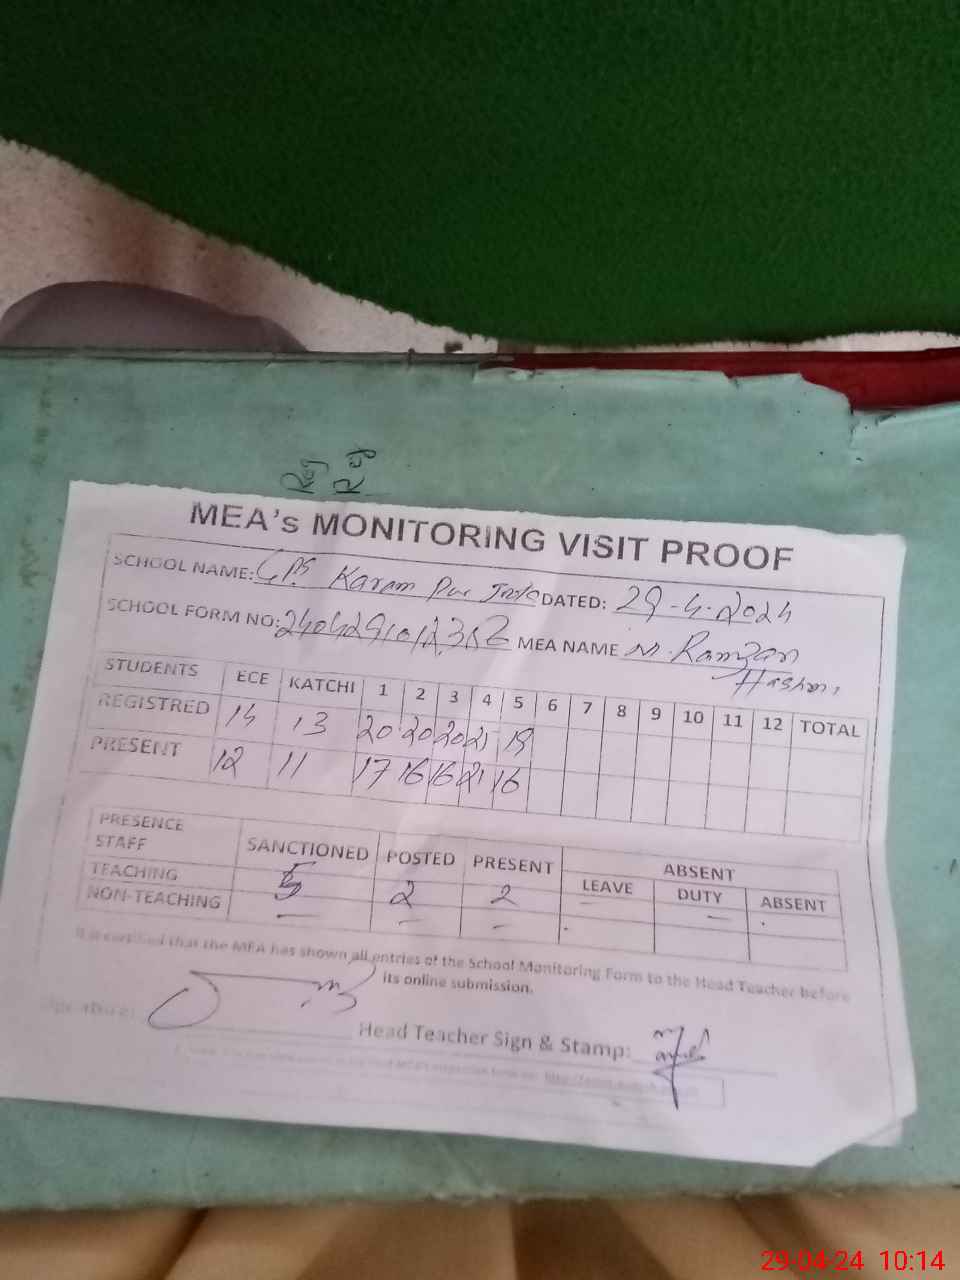 Reg
Reg
MEA's MONITORING VISIT PROOF
SCHOOL NAME: GPS Karam Pur DATED: 29-4-2024
SCHOOL FORM NO: MEA NAME M. Ramzan
Hashmi
STUDENTS ECE KATCHI 1 2 3 4 5 6 7 8 9 10 11 12 TOTAL
REGISTRED 14 13 20 20 20 21 19
PRESENT 12 11 17 16 16 21 16
PRESENCE STAFF SANCTIONED POSTED PRESENT ABSENT
LEAVE DUTY ABSENT
TEACHING 5 2 2 – –
NON-TEACHING – – –
It is certified that the MEA has shown all entries of the School Monitoring Form to the Head Teacher before
its online submission.
Signature:
Head Teacher Sign & Stamp:
29-04-24 10:14